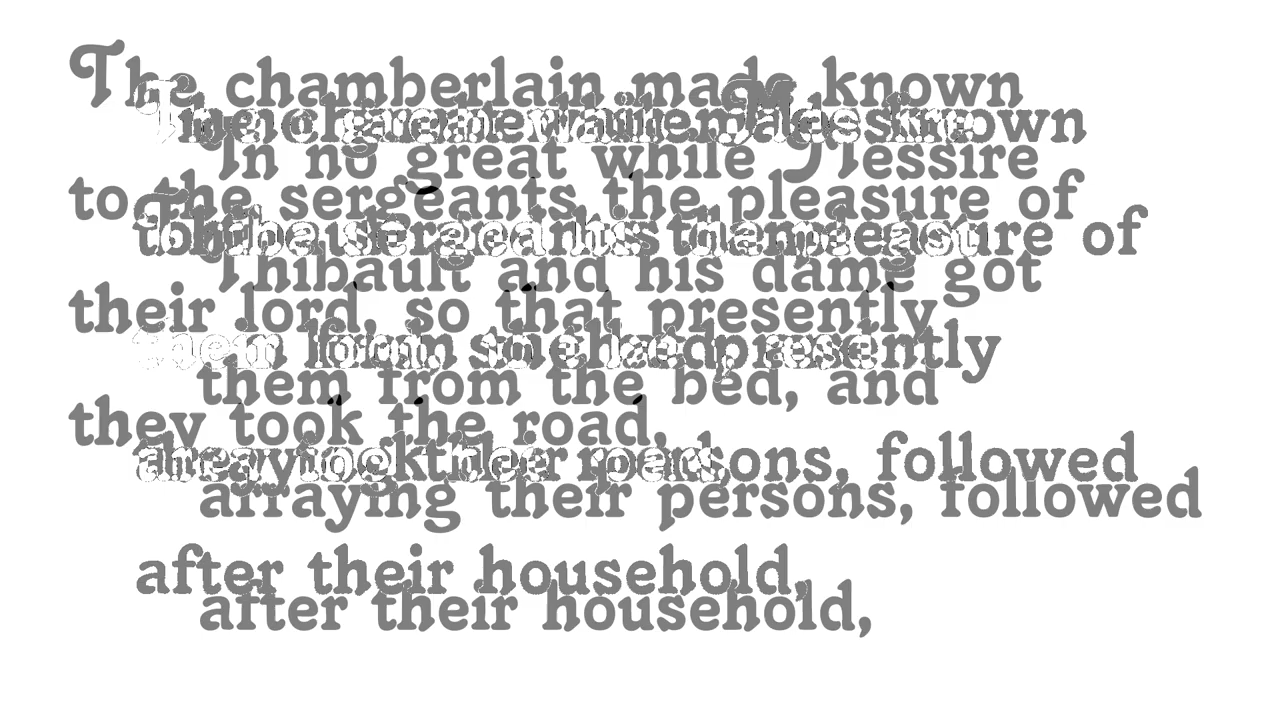 The chamberlain made known
to the sergeants the pleasure of
their lord, so that presently
they took the road,
In no great while Messire
Thibault and his dame got
them from the bed, and
arraying their persons, followed
after their household,